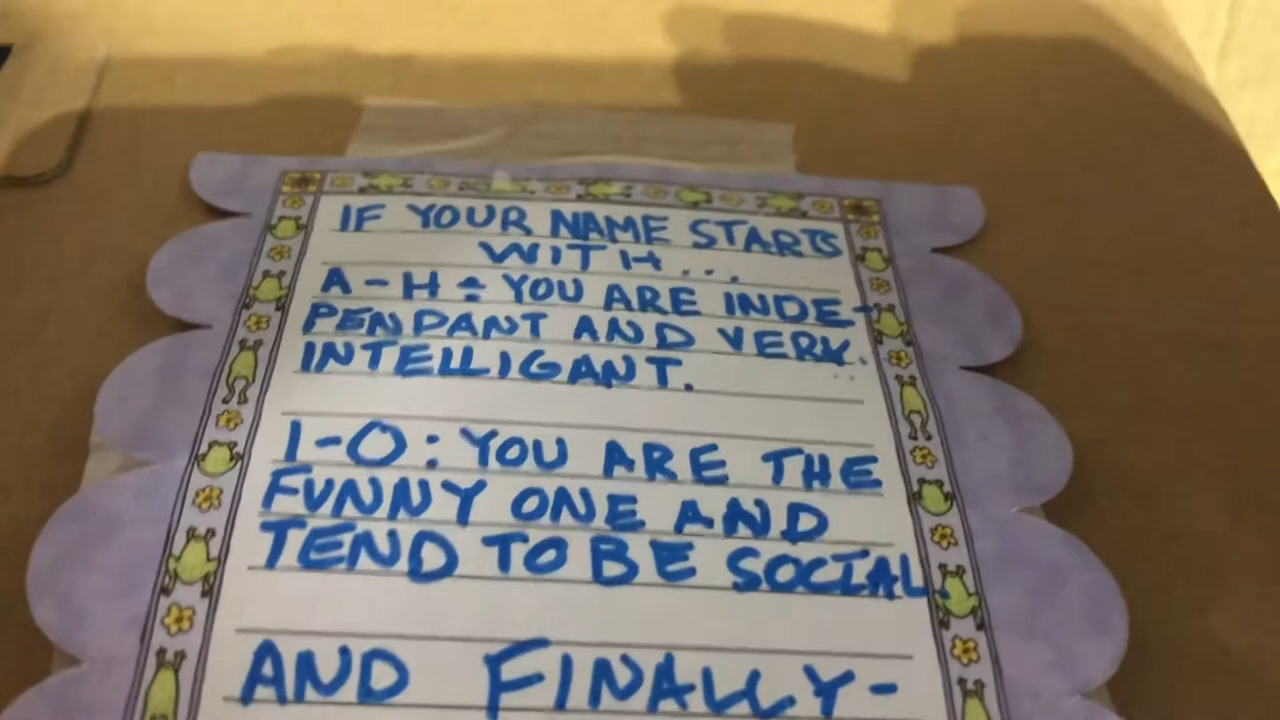 IF YOUR NAME STARTS
WITH...
A-H: YOU ARE INDE-
PENDANT AND VERY
INTELLIGANT.
I-O: YOU ARE THE
FUNNY ONE AND
TEND TO BE SOCIAL.
AND FINALLY-